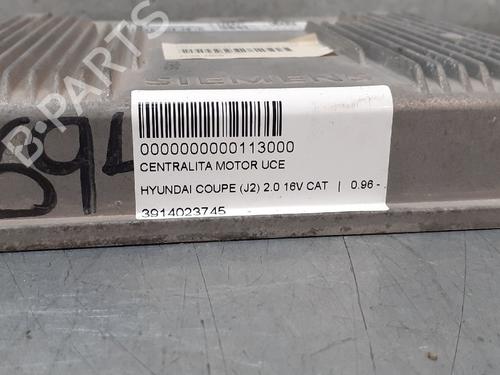 SIEMENS
0000000000113000
CENTRALITA MOTOR UCE
HYUNDAI COUPE (J2) 2.0 16V CAT | 0.96 - .
3914023745
B-PARTS